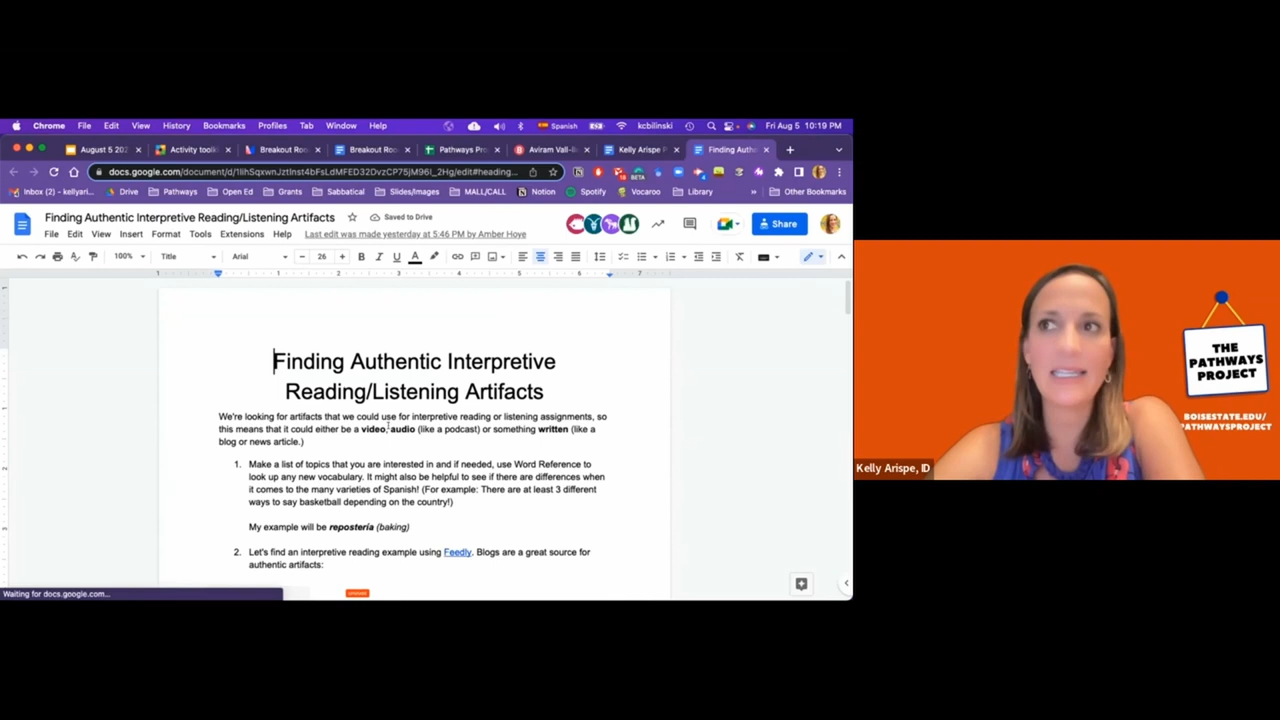 Chrome File Edit View History Bookmarks Profiles Tab Window Help Spanish kcbilinski Fri Aug 5 10:19 PM
August 5 202 Activity toolk Breakout Roo Breakout Roo Pathways Pro Aviram Vall- Kelly Arispe P Finding Auth
docs.google.com/document/d/1IihSqxwnJztInst4bFsLdMFED32DvzCP75jM96I_2Hg/edit#heading...
Inbox (2,010) - kellyari... Drive Pathways Open Ed Grants Sabbatical Slides/Images MALL/CALL Notion Spotify Vocaroo Library » Other Bookmarks
Finding Authentic Interpretive Reading/Listening Artifacts Saved to Drive
File Edit View Insert Format Tools Extensions Help Last edit was made yesterday at 5:46 PM by Amber Hoye
Share
100% Title Arial 26
Finding Authentic Interpretive
Reading/Listening Artifacts
We're looking for artifacts that we could use for interpretive reading or listening assignments, so
this means that it could either be a video, audio (like a podcast) or something written (like a
blog or news article.)
1. Make a list of topics that you are interested in and if needed, use Word Reference to
look up any new vocabulary. It might also be helpful to see if there are differences when
it comes to the many varieties of Spanish! (For example: There are at least 3 different
ways to say basketball depending on the country!)
My example will be repostería (baking)
2. Let's find an interpretive reading example using Feedly. Blogs are a great source for
authentic artifacts:
Waiting for docs.google.com...
THE
PATHWAYS
PROJECT
BOISESTATE.EDU/
PATHWAYSPROJECT
Kelly Arispe, ID